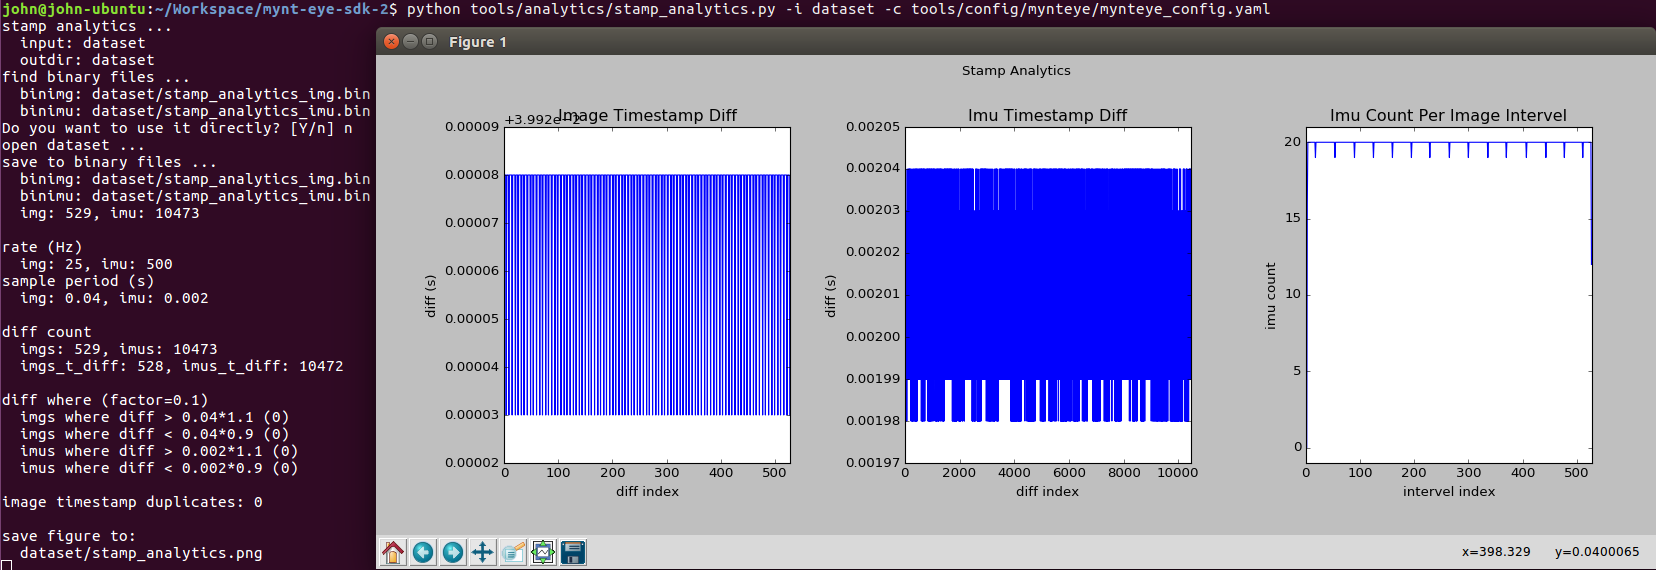 john@john-ubuntu:~/Workspace/mynt-eye-sdk-2$ python tools/analytics/stamp_analytics.py -i dataset -c tools/config/mynteye/mynteye_config.yaml
stamp analytics ...
  input: dataset
  outdir: dataset
find binary files ...
  binimg: dataset/stamp_analytics_img.bin
  binimu: dataset/stamp_analytics_imu.bin
Do you want to use it directly? [Y/n] n
open dataset ...
save to binary files ...
  binimg: dataset/stamp_analytics_img.bin
  binimu: dataset/stamp_analytics_imu.bin
  img: 529, imu: 10473
rate (Hz)
  img: 25, imu: 500
sample period (s)
  img: 0.04, imu: 0.002
diff count
  imgs: 529, imus: 10473
  imgs_t_diff: 528, imus_t_diff: 10472
diff where (factor=0.1)
  imgs where diff > 0.04*1.1 (0)
  imgs where diff < 0.04*0.9 (0)
  imus where diff > 0.002*1.1 (0)
  imus where diff < 0.002*0.9 (0)
image timestamp duplicates: 0
save figure to:
  dataset/stamp_analytics.png
Figure 1
Stamp Analytics
Image Timestamp Diff
+3.992e−2
0.00009
0.00008
0.00007
0.00006
0.00005
0.00004
0.00003
0.00002
diff (s)
0 100 200 300 400 500
diff index
Imu Timestamp Diff
0.00205
0.00204
0.00203
0.00202
0.00201
0.00200
0.00199
0.00198
0.00197
diff (s)
0 2000 4000 6000 8000 10000
diff index
Imu Count Per Image Intervel
20
15
10
5
0
imu count
0 100 200 300 400 500
intervel index
x=398.329 y=0.0400065